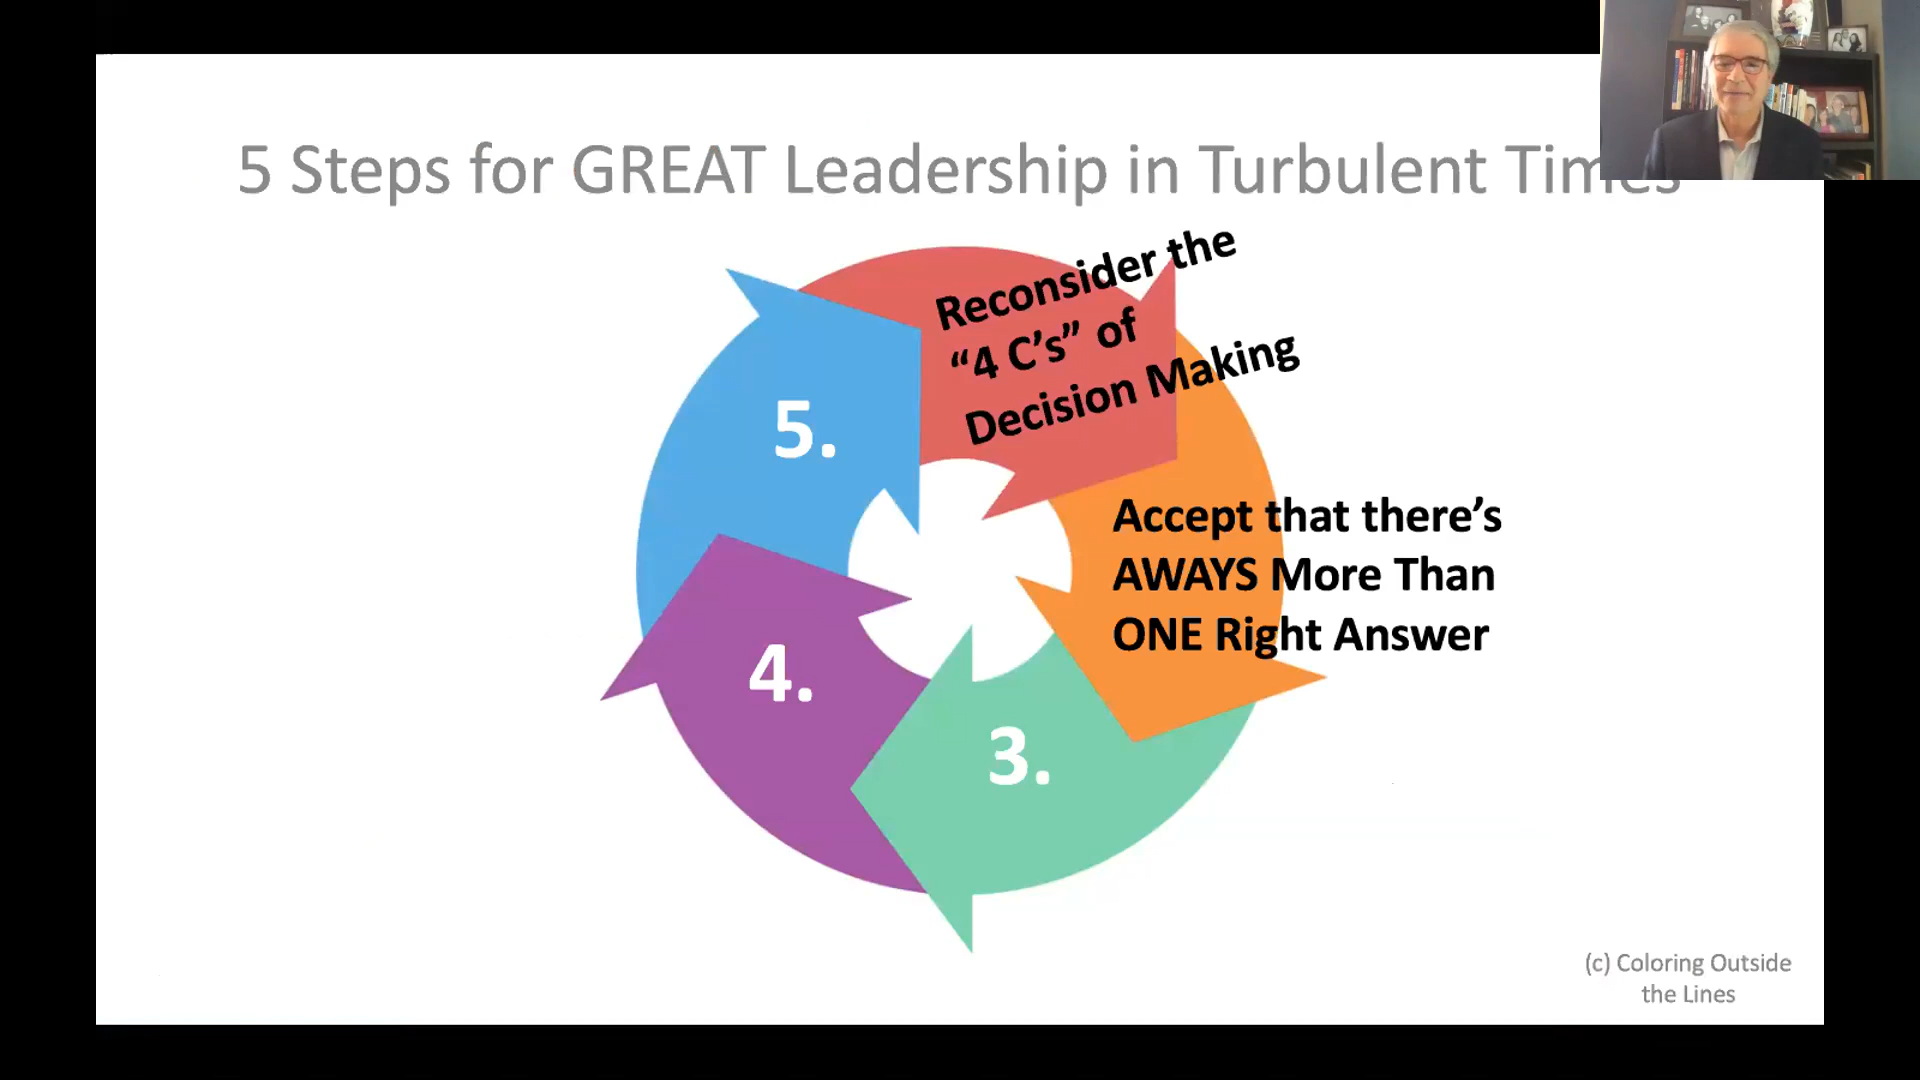 5 Steps for GREAT Leadership in Turbulent Times
Reconsider the
“4 C’s” of
Decision Making
Accept that there’s
AWAYS More Than
ONE Right Answer
3.
4.
5.
(c) Coloring Outside
the Lines